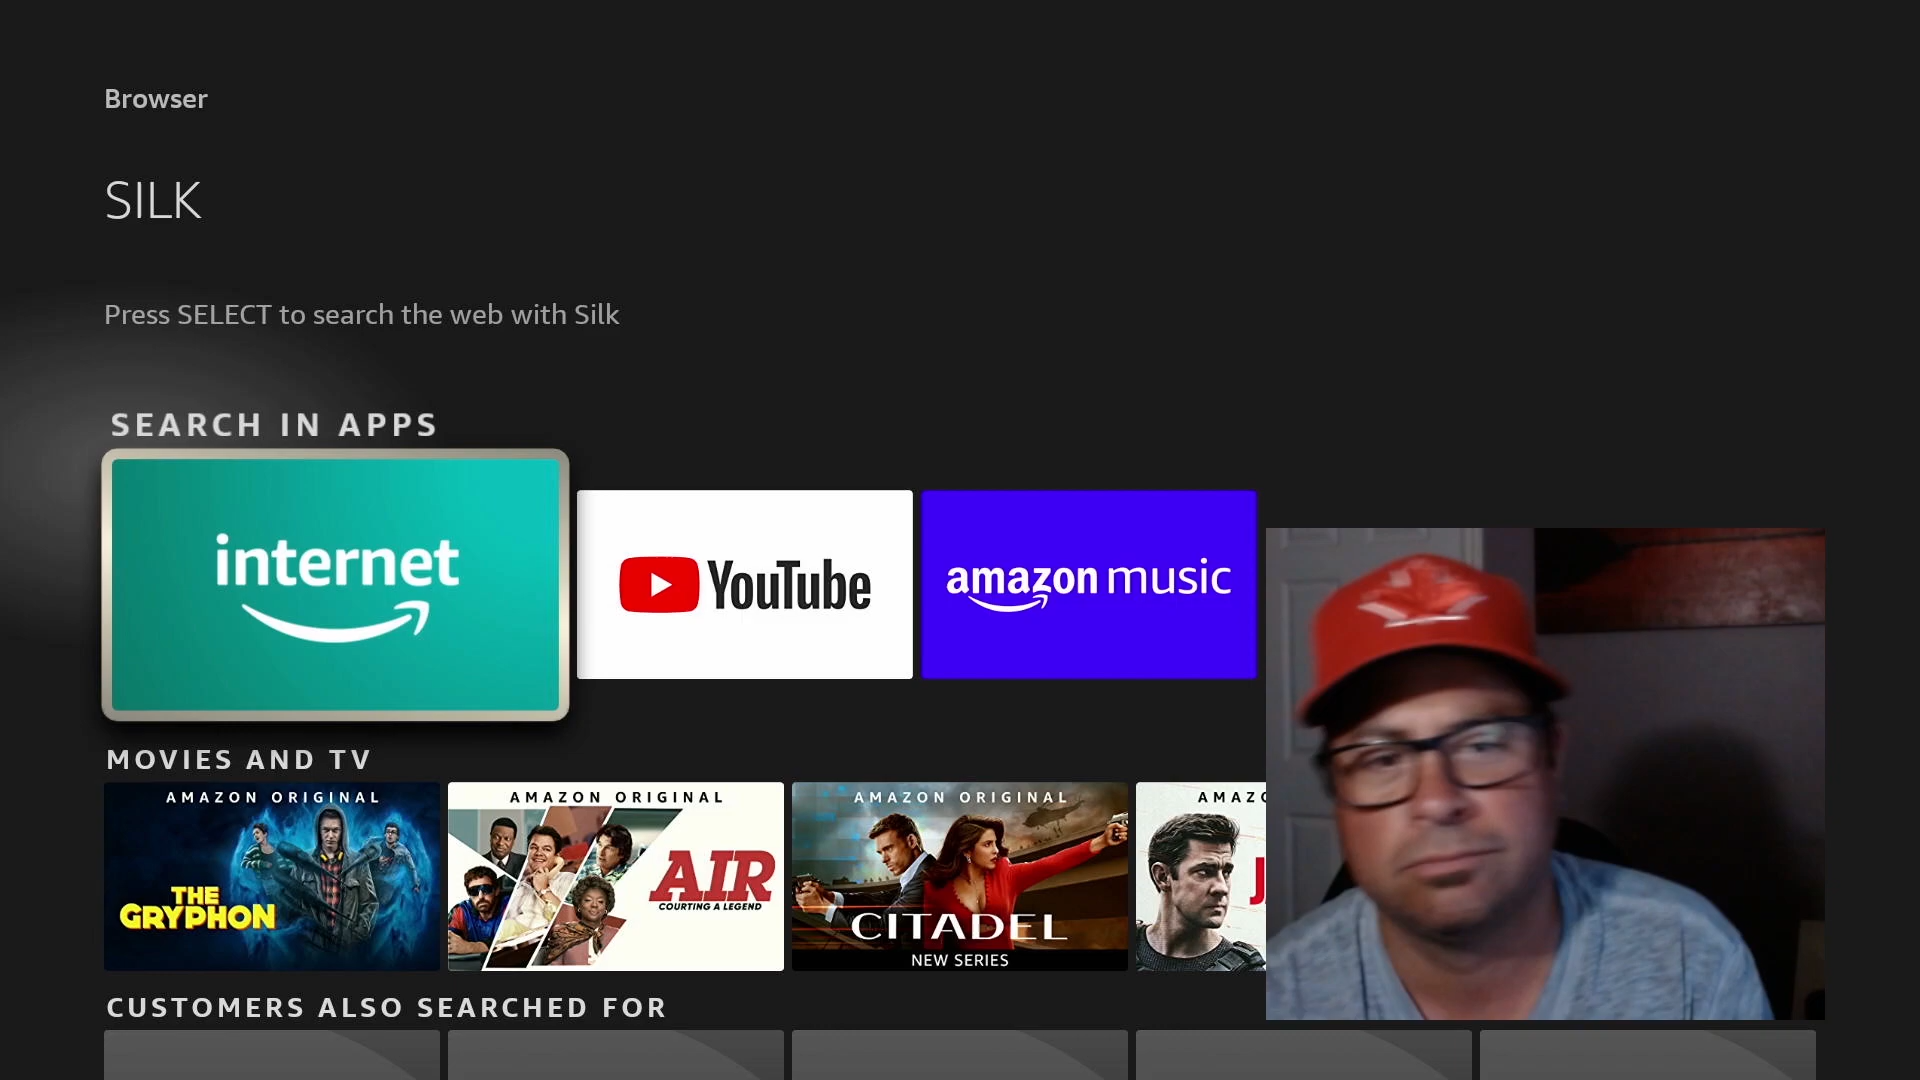 Browser
SILK
Press SELECT to search the web with Silk
SEARCH IN APPS
internet
YouTube
amazon music
MOVIES AND TV
AMAZON ORIGINAL
THE
GRYPHON
AMAZON ORIGINAL
AIR
COURTING A LEGEND
AMAZON ORIGINAL
CITADEL
NEW SERIES
AMAZ
J
CUSTOMERS ALSO SEARCHED FOR